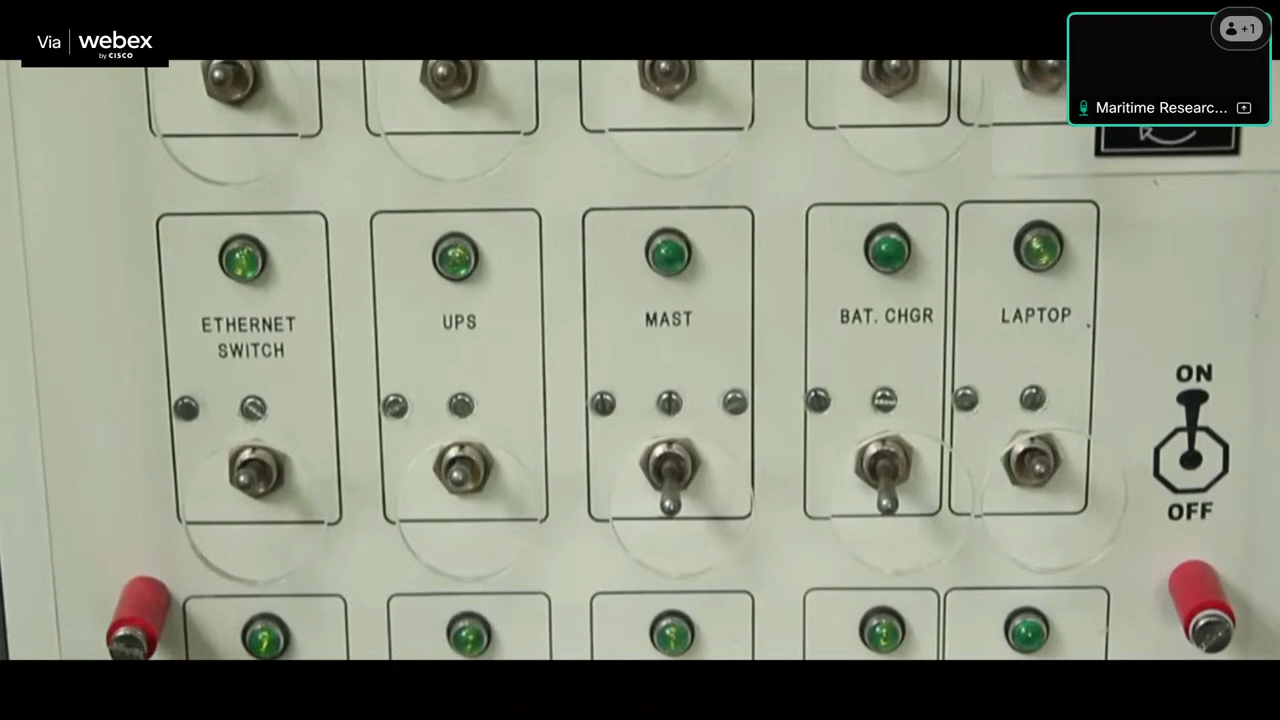 Via webex
by CISCO
+1
Maritime Researc...
ETHERNET
SWITCH
UPS
MAST
BAT. CHGR
LAPTOP
ON
OFF